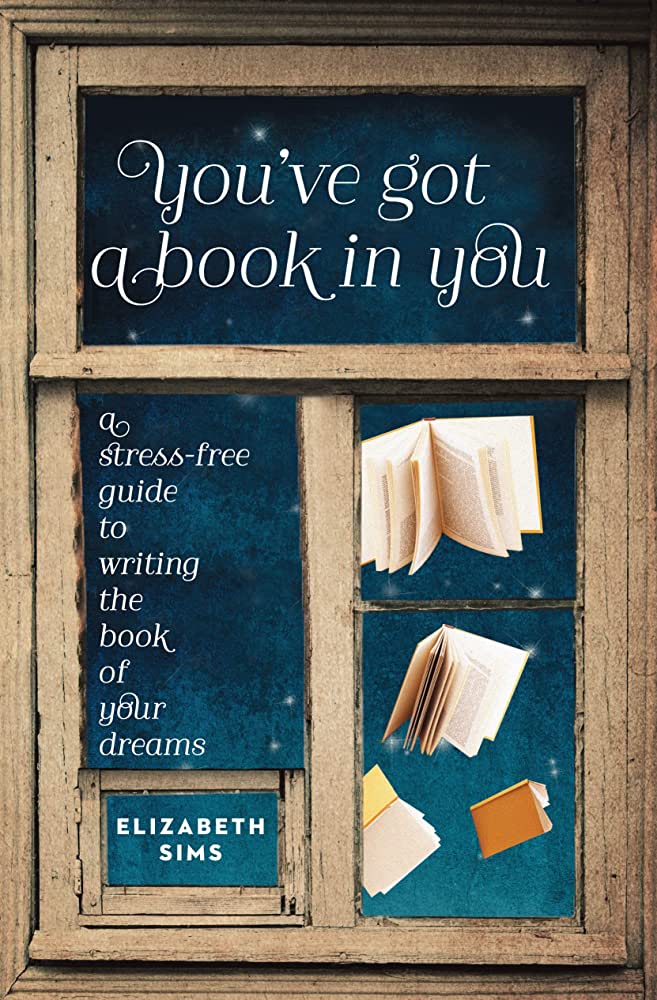 You've got
a book in you
a
stress-free
guide
to
writing
the
book
of
your
dreams
ELIZABETH
SIMS